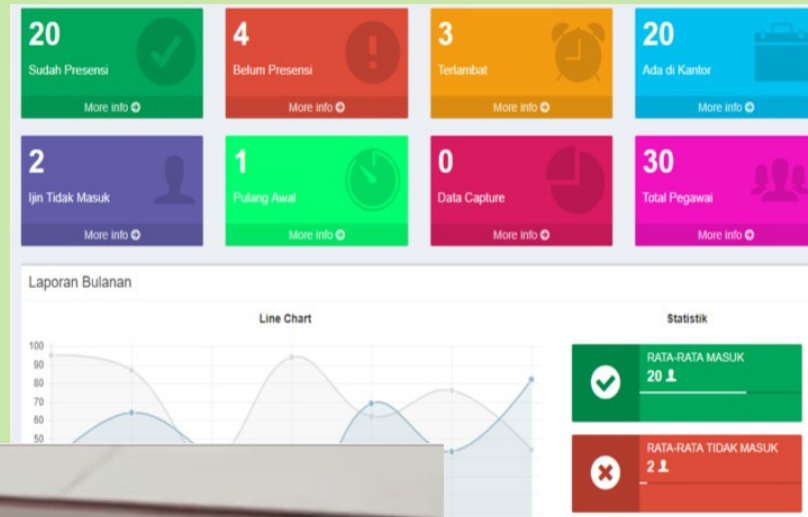 20
Sudah Presensi
More info
4
Belum Presensi
More info
3
Terlambat
More info
20
Ada di Kantor
More info
2
Ijin Tidak Masuk
More info
1
Pulang Awal
More info
0
Data Capture
More info
30
Total Pegawai
More info
Laporan Bulanan
Line Chart
100
90
80
70
60
50
Statistik
RATA-RATA MASUK
20
RATA-RATA TIDAK MASUK
2